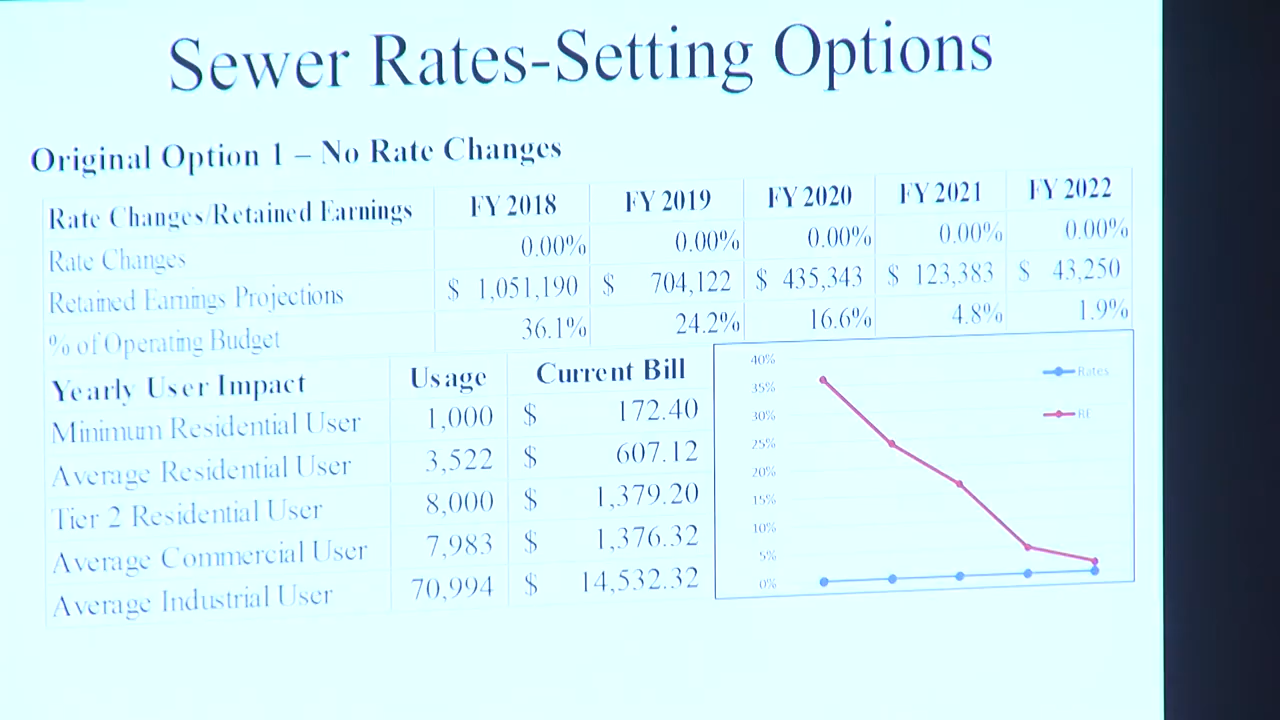 Sewer Rates-Setting Options
Original Option 1 – No Rate Changes
Rate Changes/Retained Earnings FY 2018 FY 2019 FY 2020 FY 2021 FY 2022
Rate Changes 0.00% 0.00% 0.00% 0.00% 0.00%
Retained Earnings Projections $ 1,051,190 $ 704,122 $ 435,343 $ 123,383 $ 43,250
% of Operating Budget 36.1% 24.2% 16.6% 4.8% 1.9%
Yearly User Impact Usage Current Bill
Minimum Residential User 1,000 $ 172.40
Average Residential User 3,522 $ 607.12
Tier 2 Residential User 8,000 $ 1,379.20
Average Commercial User 7,983 $ 1,376.32
Average Industrial User 70,994 $ 14,532.32
40%
35%
30%
25%
20%
15%
10%
5%
0%
Rates
RE